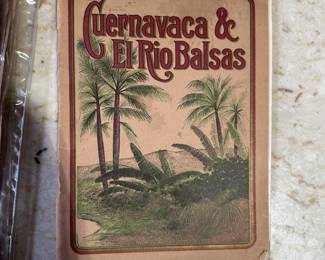 Cuernavaca &
El Rio Balsas